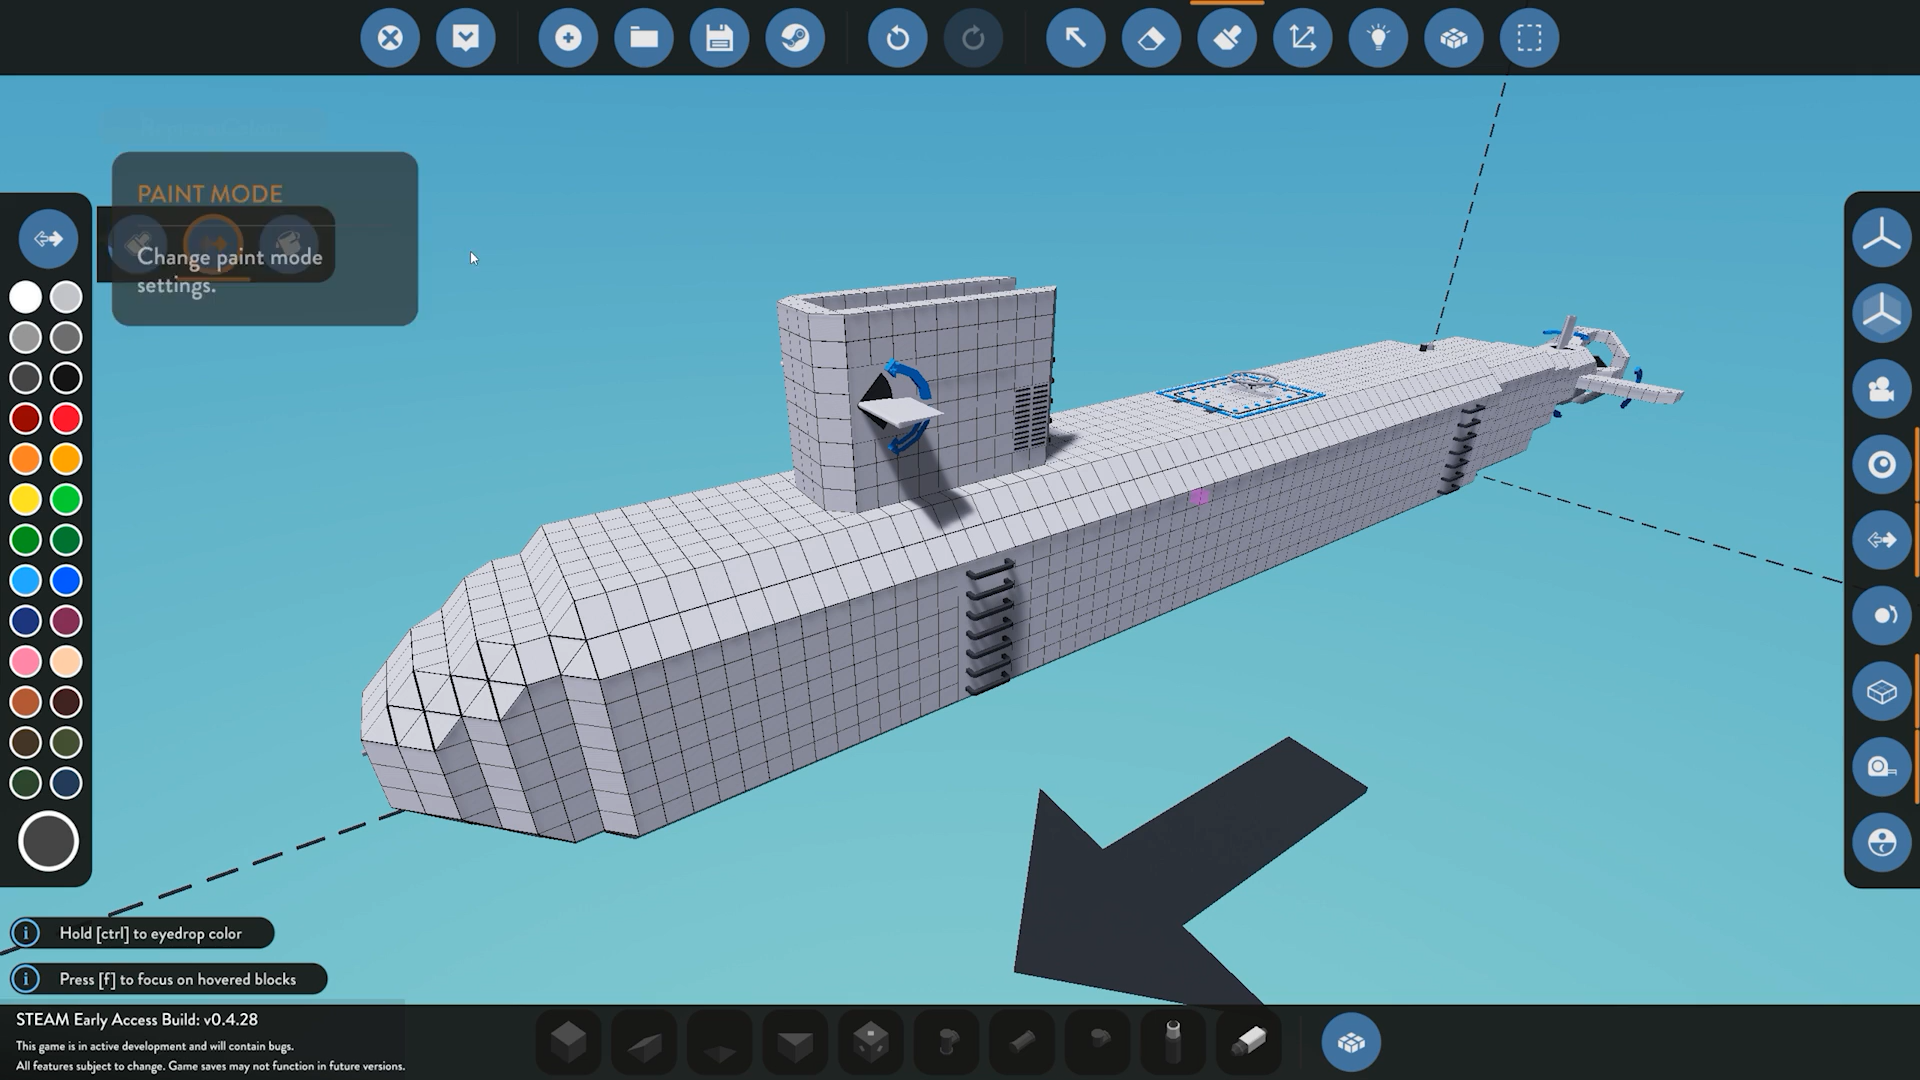 PAINT MODE
Change paint mode
settings.
Hold [ctrl] to eyedrop color
Press [f] to focus on hovered blocks
STEAM Early Access Build: v0.4.28
This game is in active development and will contain bugs.
All features subject to change. Game saves may not function in future versions.